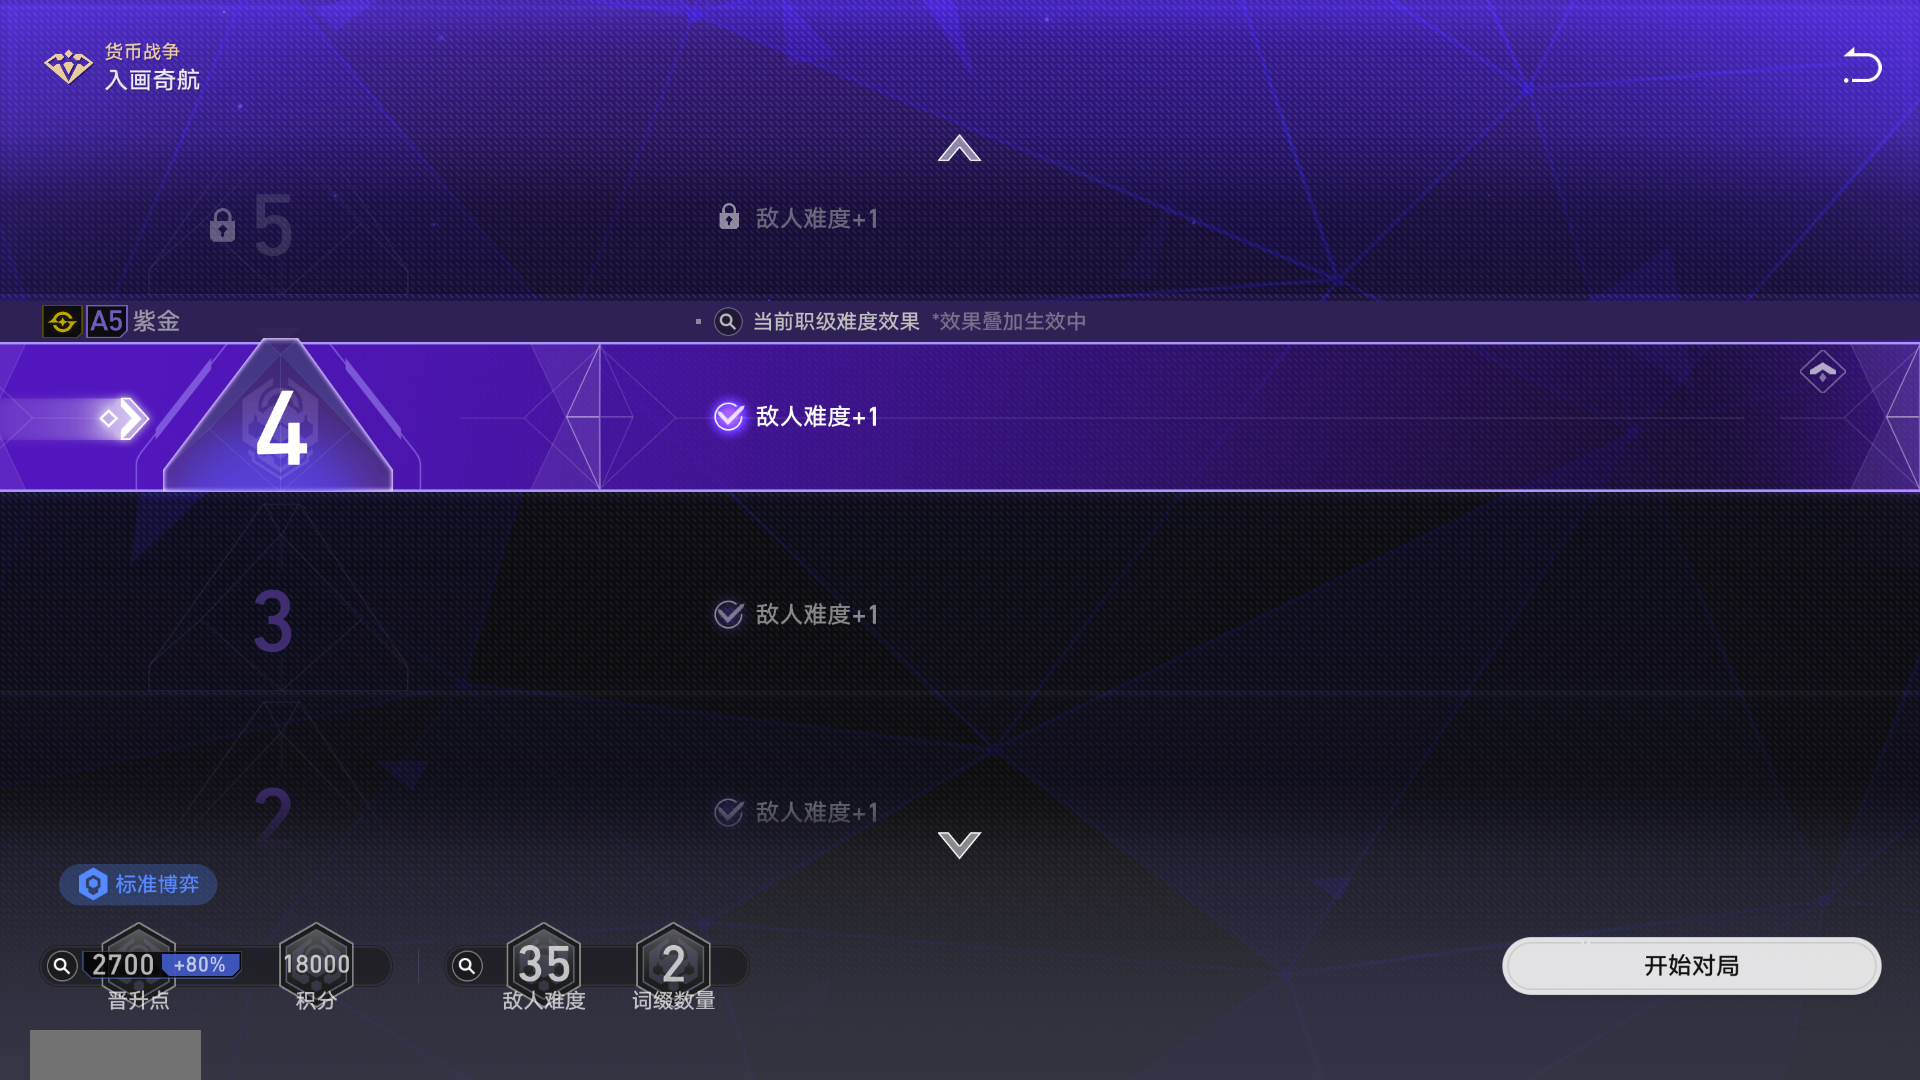 货币战争
入画奇航
5
敌人难度+1
A5 紫金
当前职级难度效果 *效果叠加生效中
4
敌人难度+1
3
敌人难度+1
2
敌人难度+1
标准博弈
2700 +80%
18000
35
2
晋升点
积分
敌人难度
词缀数量
开始对局